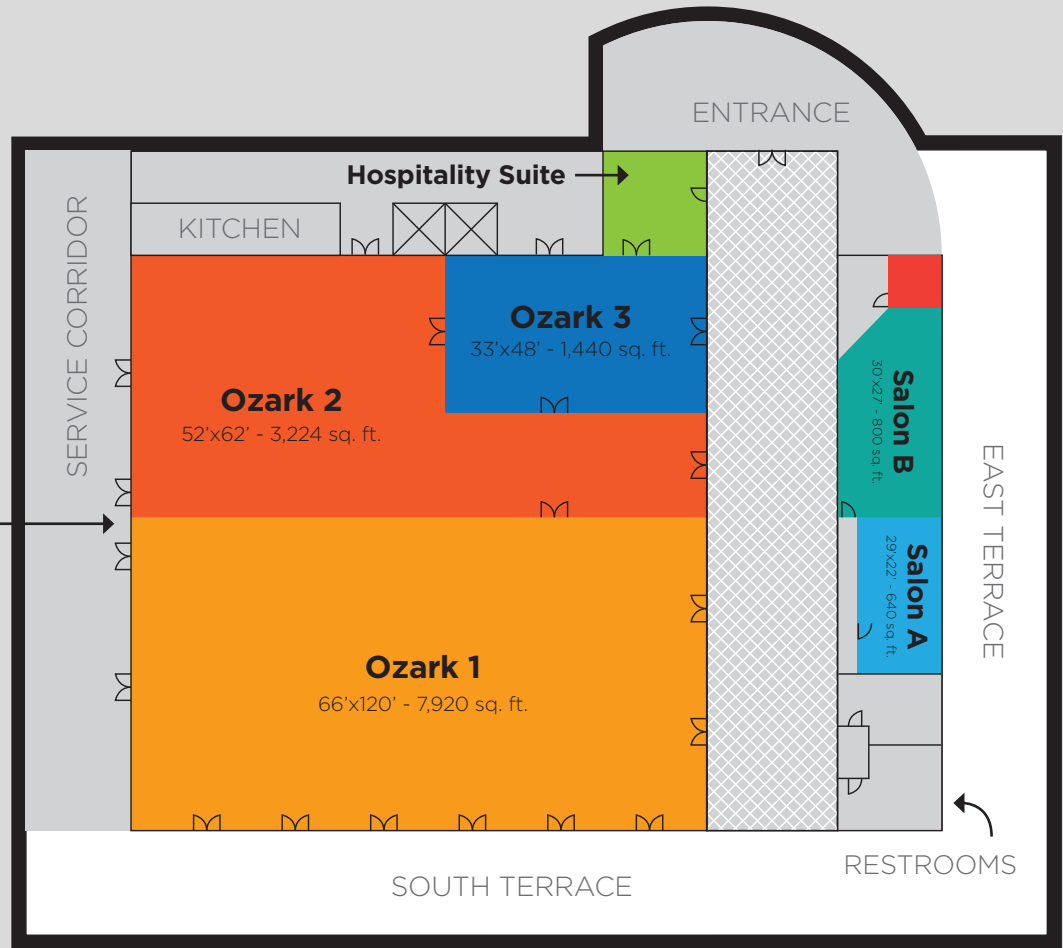 ENTRANCE
Hospitality Suite
KITCHEN
SERVICE CORRIDOR
Ozark 3
33'x48' - 1,440 sq. ft.
Ozark 2
52'x62' - 3,224 sq. ft.
Salon B
30'x27' - 800 sq. ft.
EAST TERRACE
Salon A
29'x22' - 640 sq. ft.
Ozark 1
66'x120' - 7,920 sq. ft.
RESTROOMS
SOUTH TERRACE